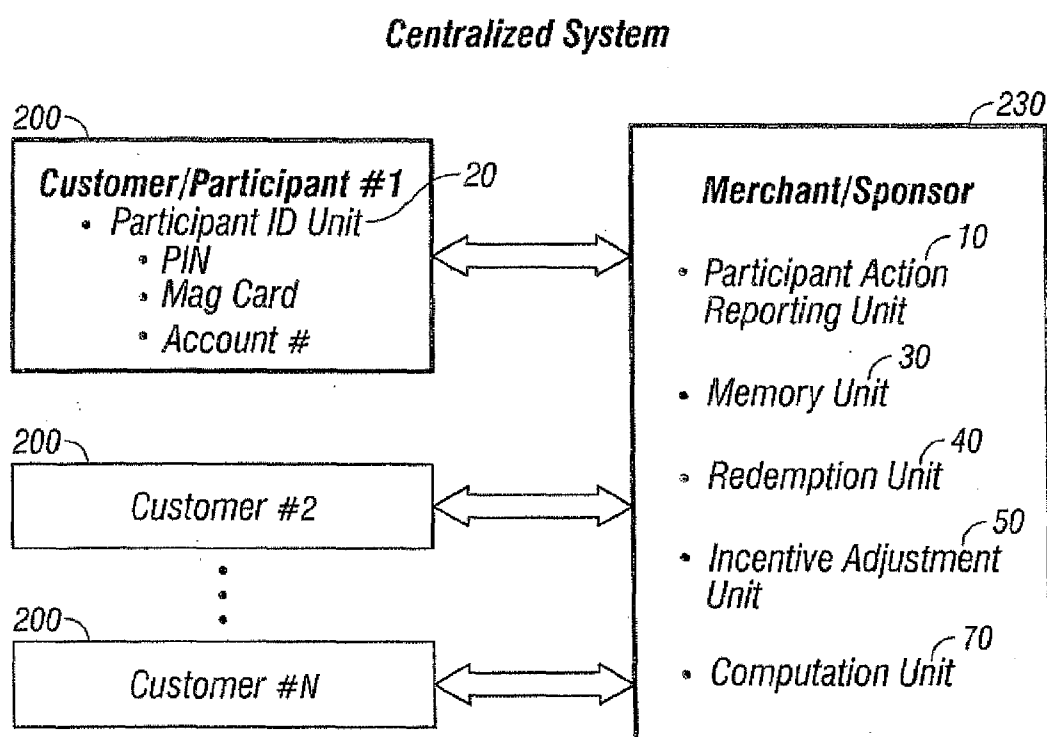 Centralized System
200
Customer/Participant #1
20
• Participant ID Unit
• PIN
• Mag Card
• Account #
200
Customer #2
200
Customer #N
230
Merchant/Sponsor
10
• Participant Action
Reporting Unit
30
• Memory Unit
40
• Redemption Unit
50
• Incentive Adjustment
Unit
70
• Computation Unit